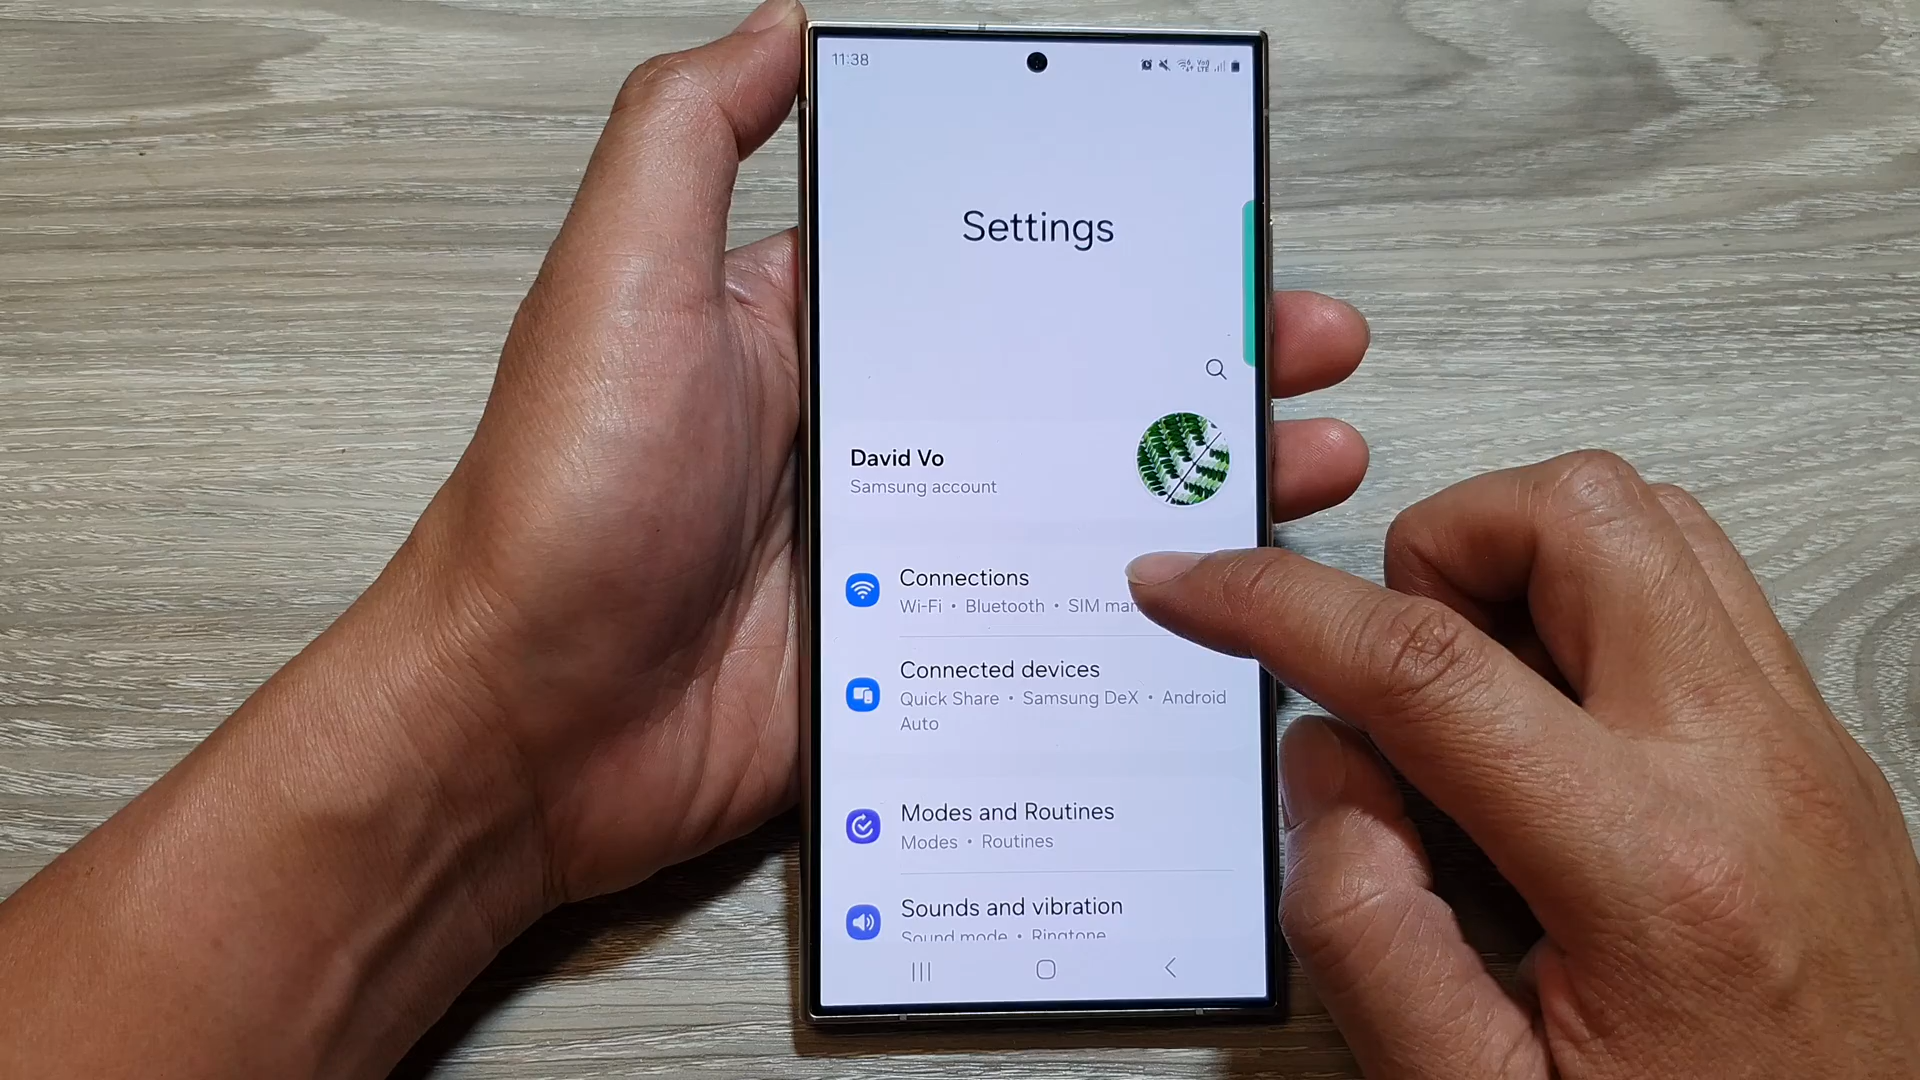 11:38
Settings
David Vo
Samsung account
Connections
Wi-Fi • Bluetooth • SIM
Connected devices
Quick Share • Samsung DeX • Android
Auto
Modes and Routines
Modes • Routines
Sounds and vibration
Sound mode • Ringtone